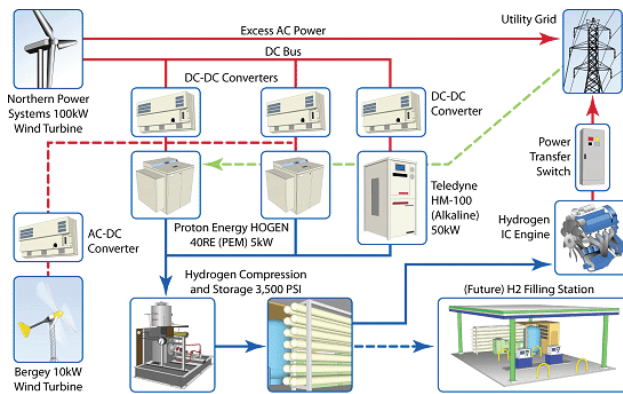 Excess AC Power
Utility Grid
DC Bus
DC-DC Converters
Northern Power
Systems 100kW
Wind Turbine
DC-DC
Converter
Power
Transfer
Switch
Teledyne
HM-100
(Alkaline)
50kW
Proton Energy HOGEN
40RE (PEM) 5kW
Hydrogen
IC Engine
AC-DC
Converter
Hydrogen Compression
and Storage 3,500 PSI
(Future) H2 Filling Station
Bergey 10kW
Wind Turbine